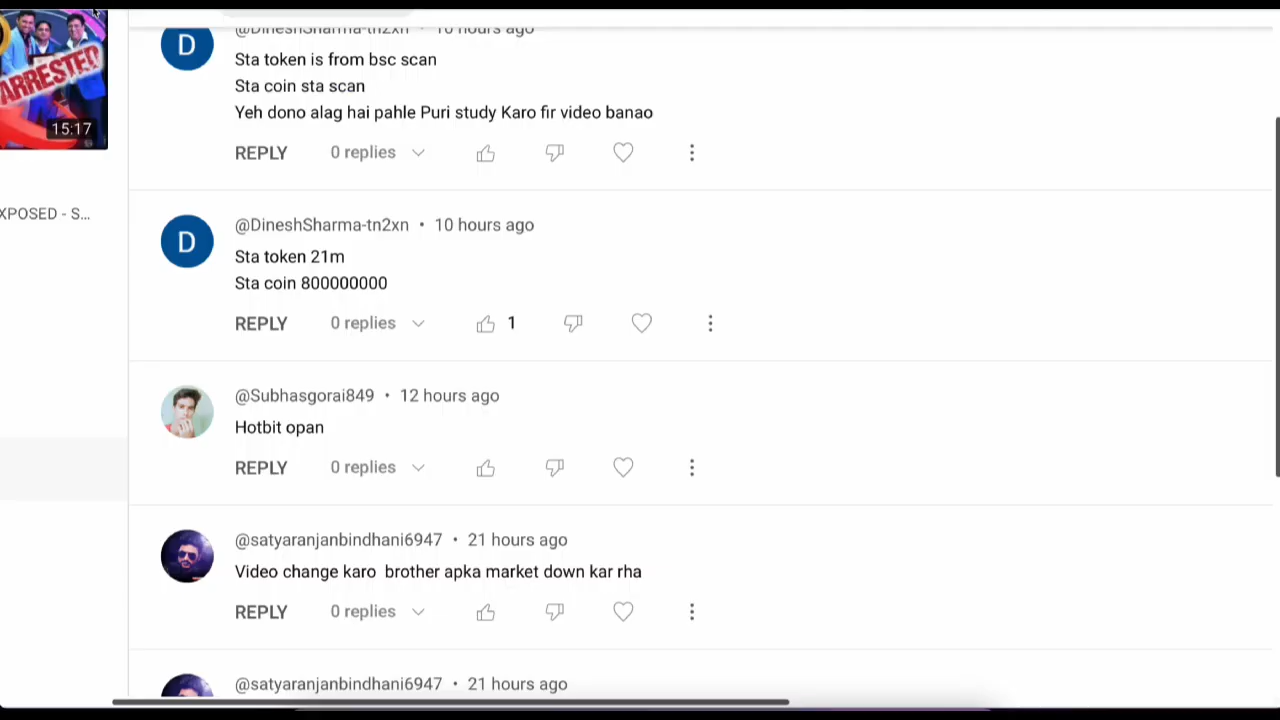 ARRESTED
15:17
XPOSED - S...
@DineshSharma-tn2xn • 10 hours ago
D
Sta token is from bsc scan
Sta coin sta scan
Yeh dono alag hai pahle Puri study Karo fir video banao
REPLY 0 replies
@DineshSharma-tn2xn • 10 hours ago
D
Sta token 21m
Sta coin 800000000
REPLY 0 replies 1
@Subhasgorai849 • 12 hours ago
Hotbit opan
REPLY 0 replies
@satyaranjanbindhani6947 • 21 hours ago
Video change karo brother apka market down kar rha
REPLY 0 replies
@satyaranjanbindhani6947 • 21 hours ago